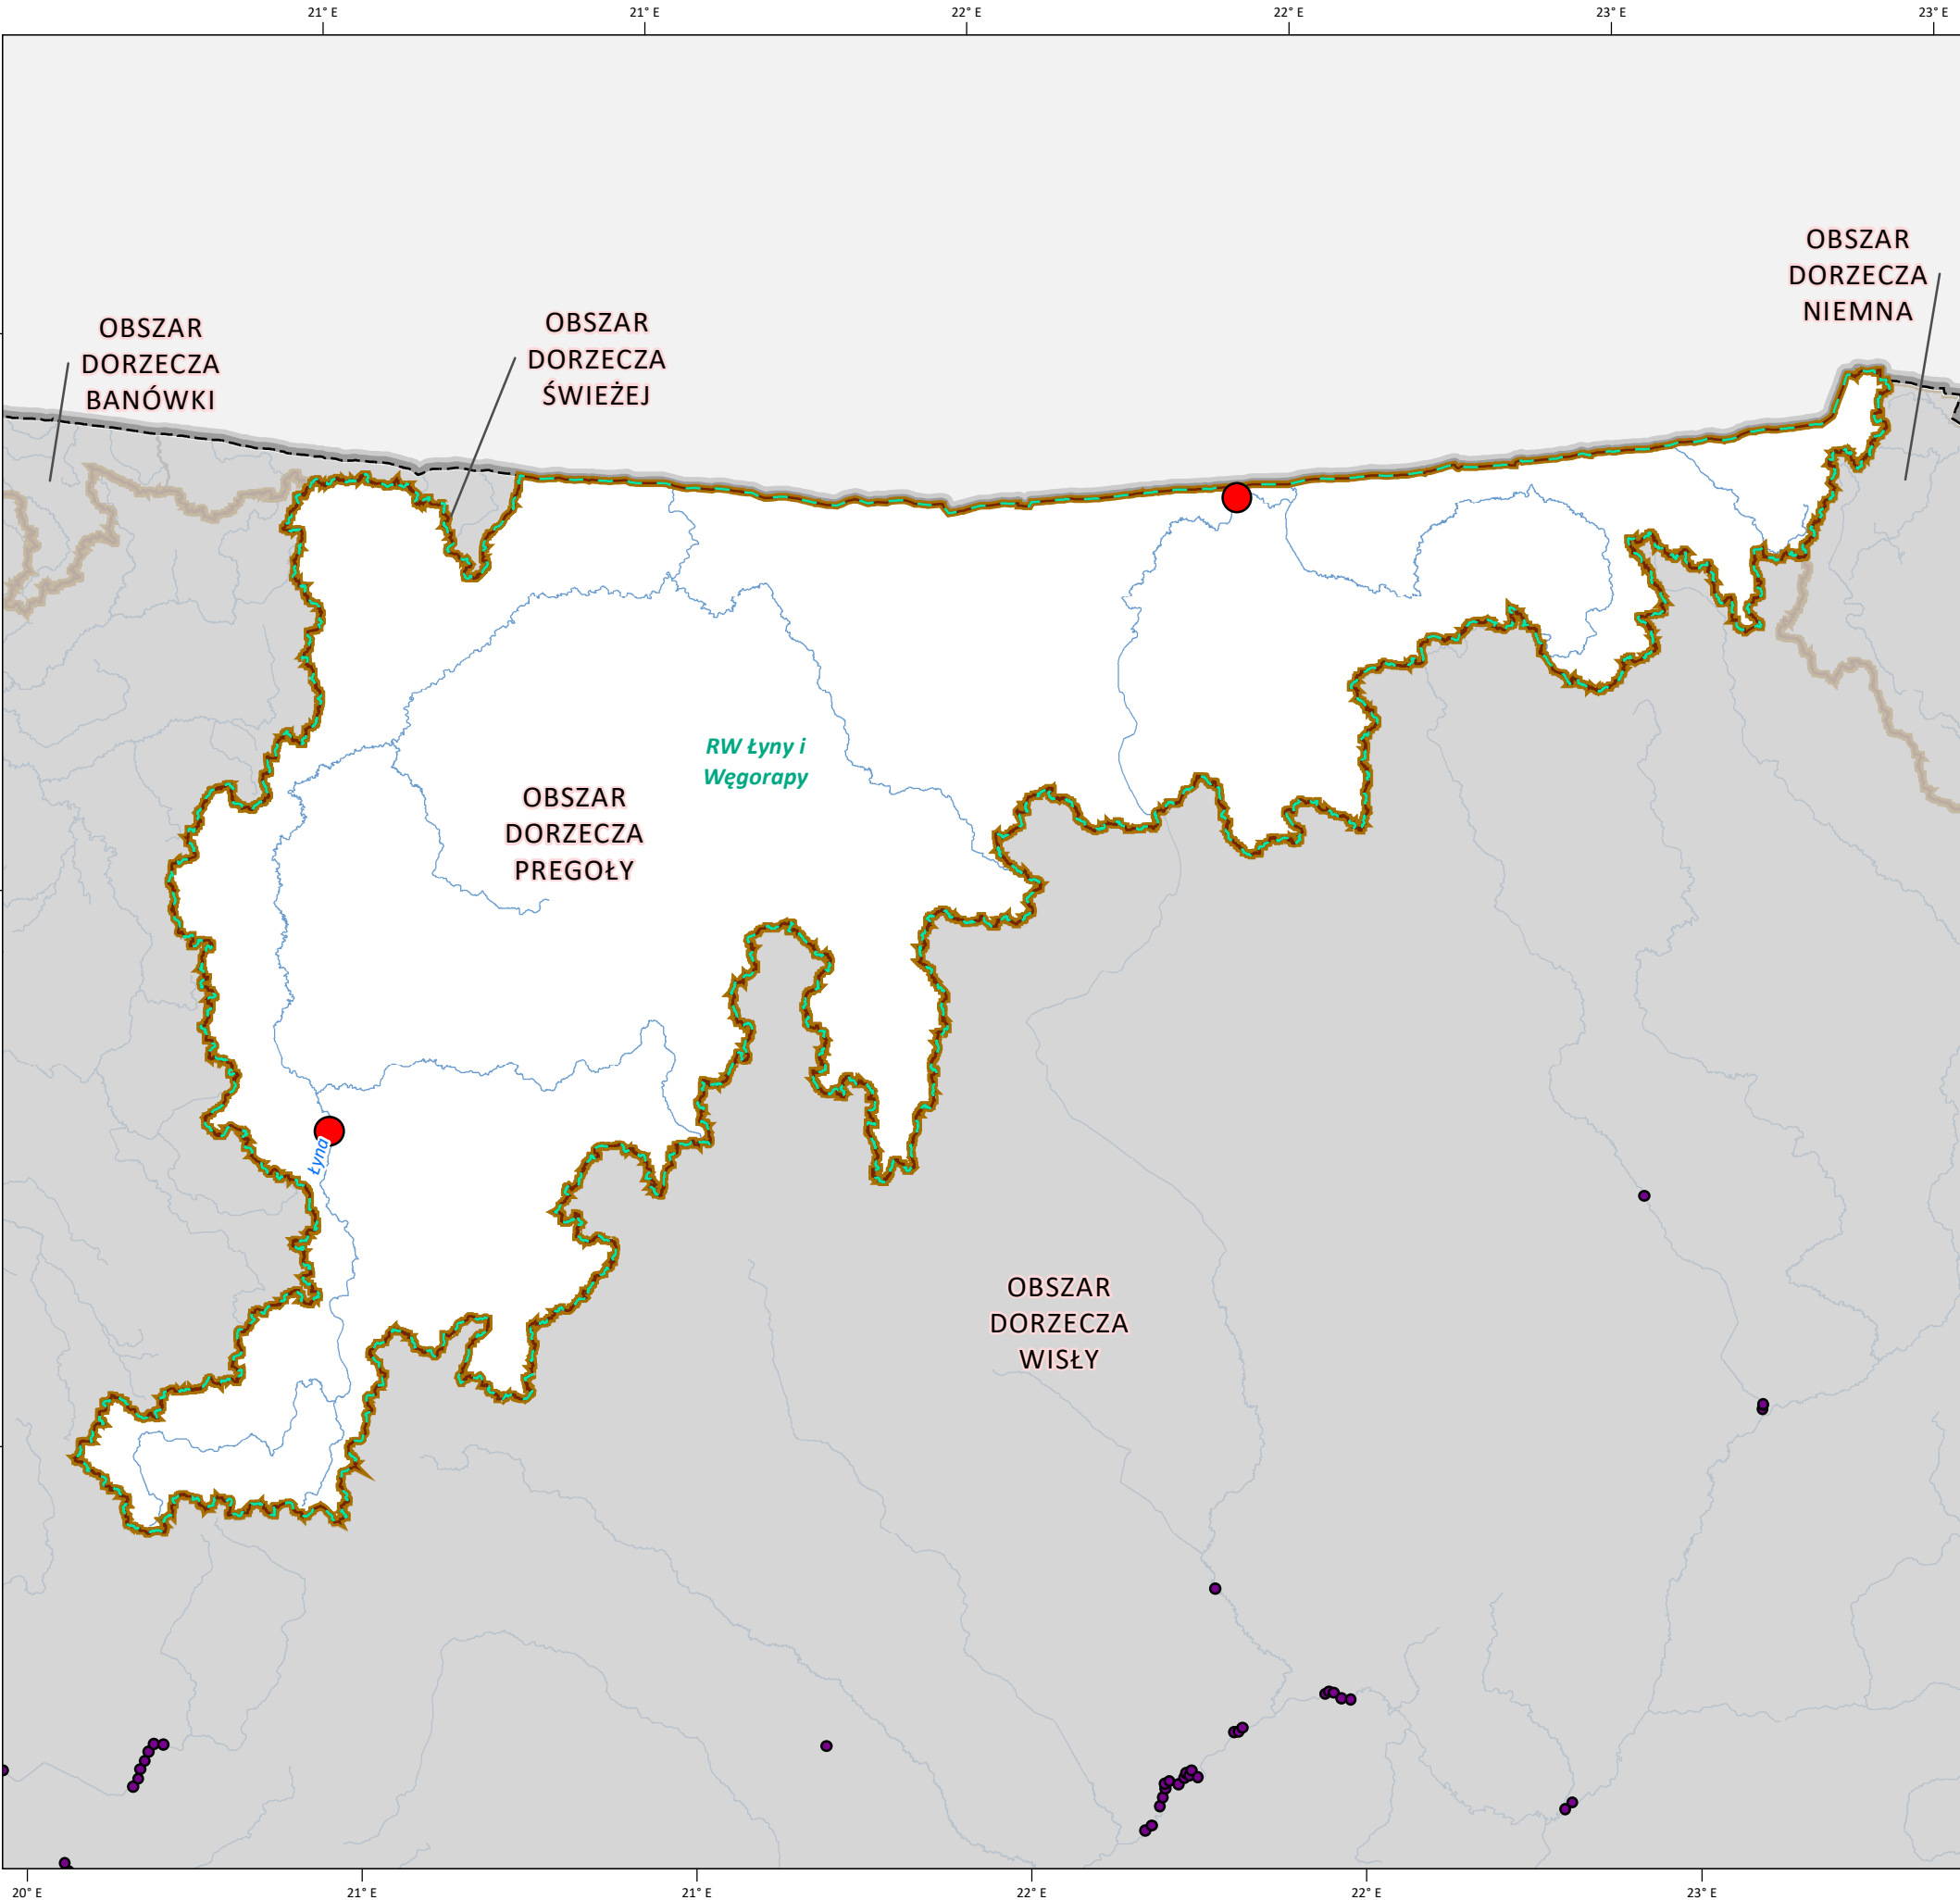 21° E
21° E
22° E
22° E
23° E
23° E
OBSZAR
DORZECZA
NIEMNA
OBSZAR
DORZECZA
BANÓWKI
OBSZAR
DORZECZA
ŚWIEŻEJ
RW Łyny i
Węgorapy
OBSZAR
DORZECZA
PREGOŁY
Łyna
OBSZAR
DORZECZA
WISŁY
20° E
21° E
21° E
22° E
22° E
23° E